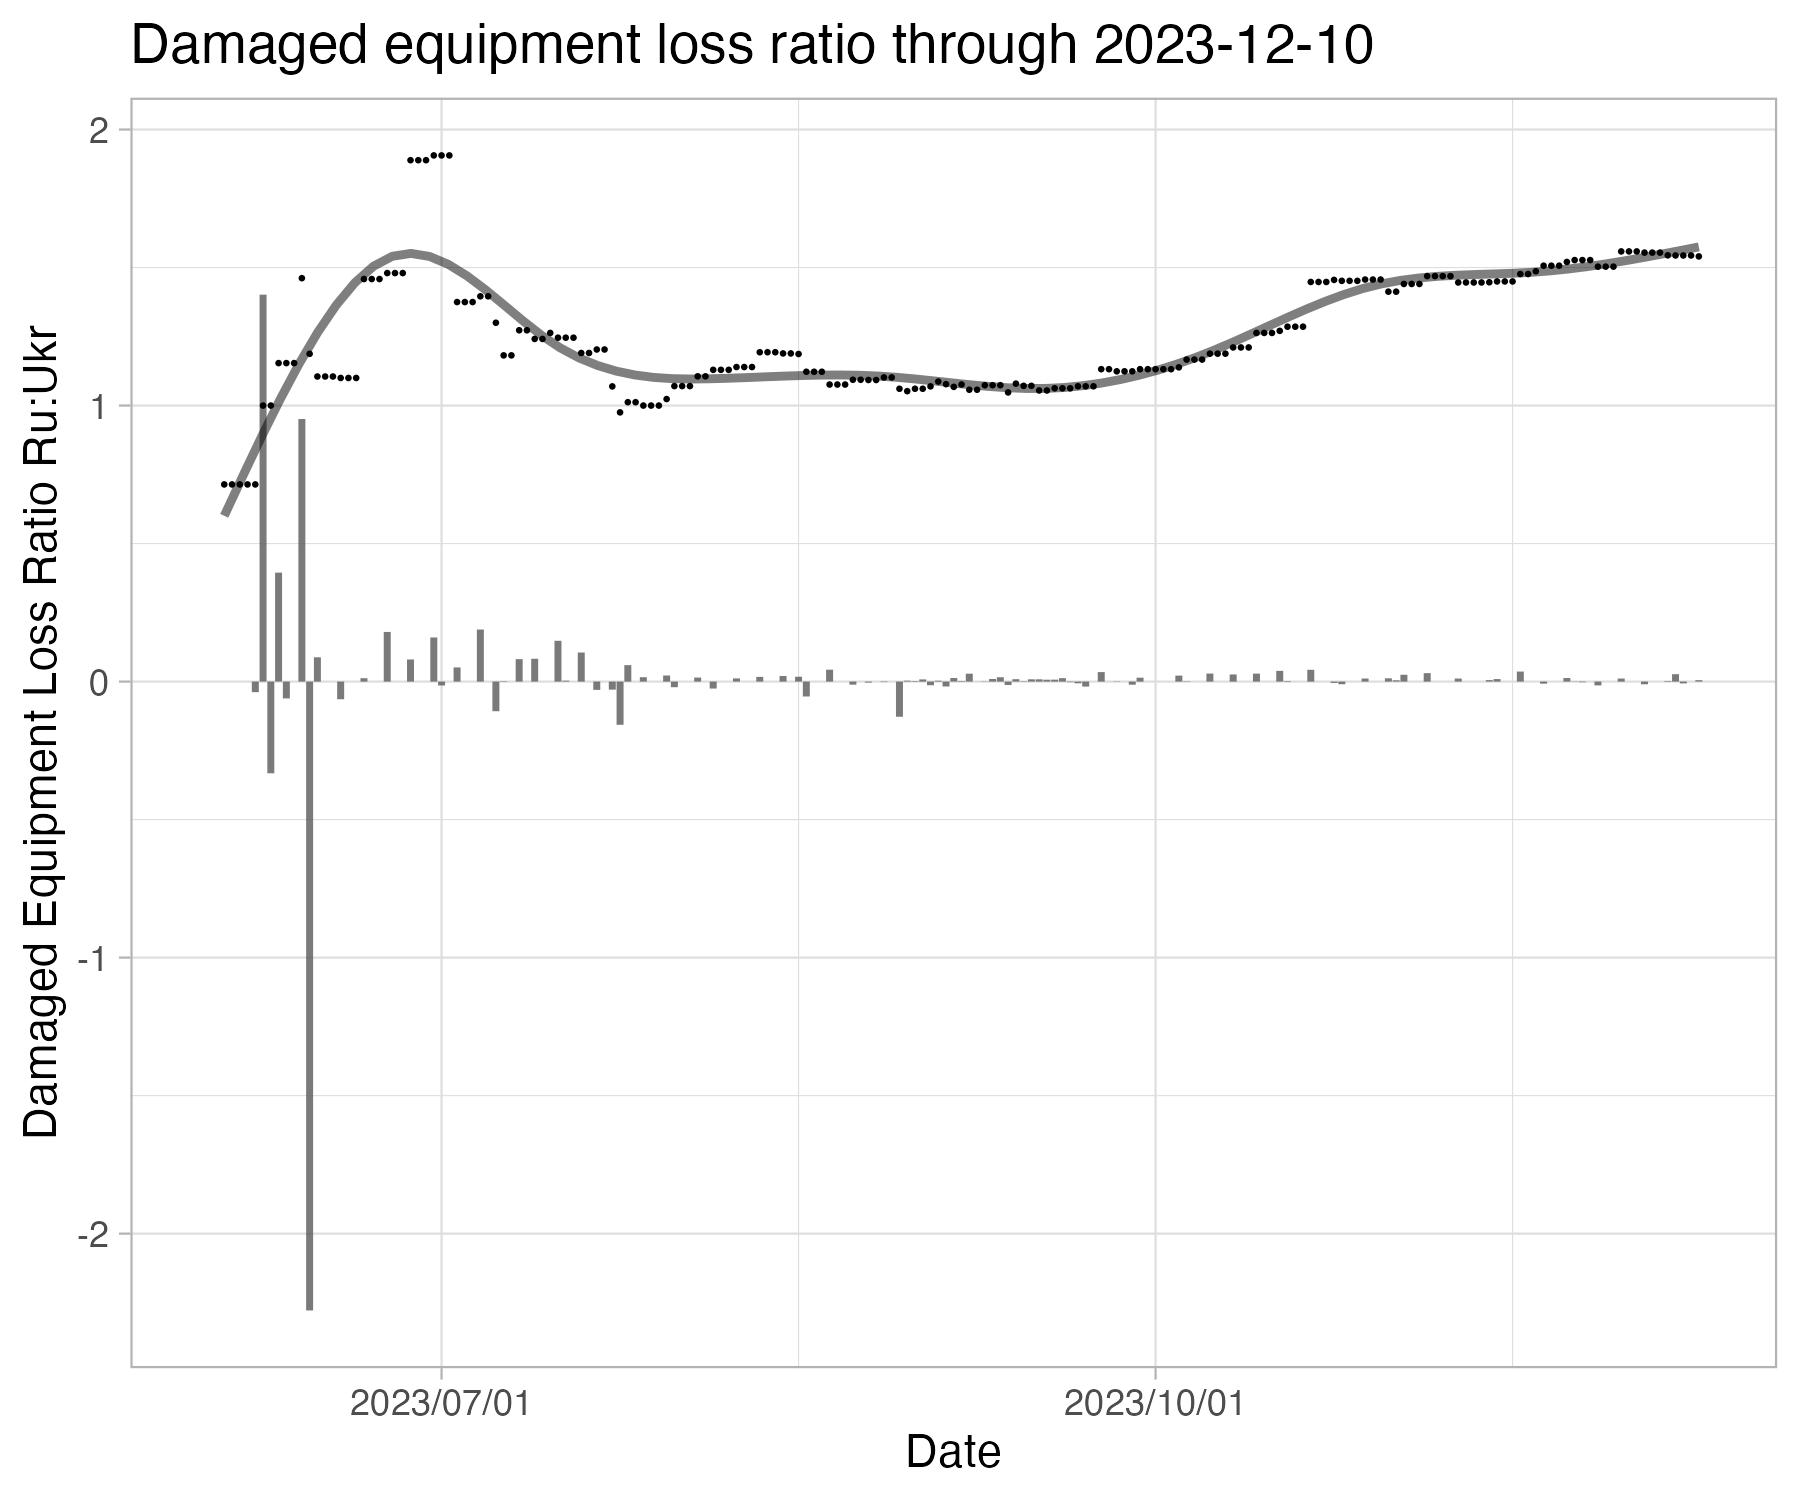 Damaged equipment loss ratio through 2023-12-10
Damaged Equipment Loss Ratio Ru:Ukr
2
1
0
-1
-2
2023/07/01
2023/10/01
Date